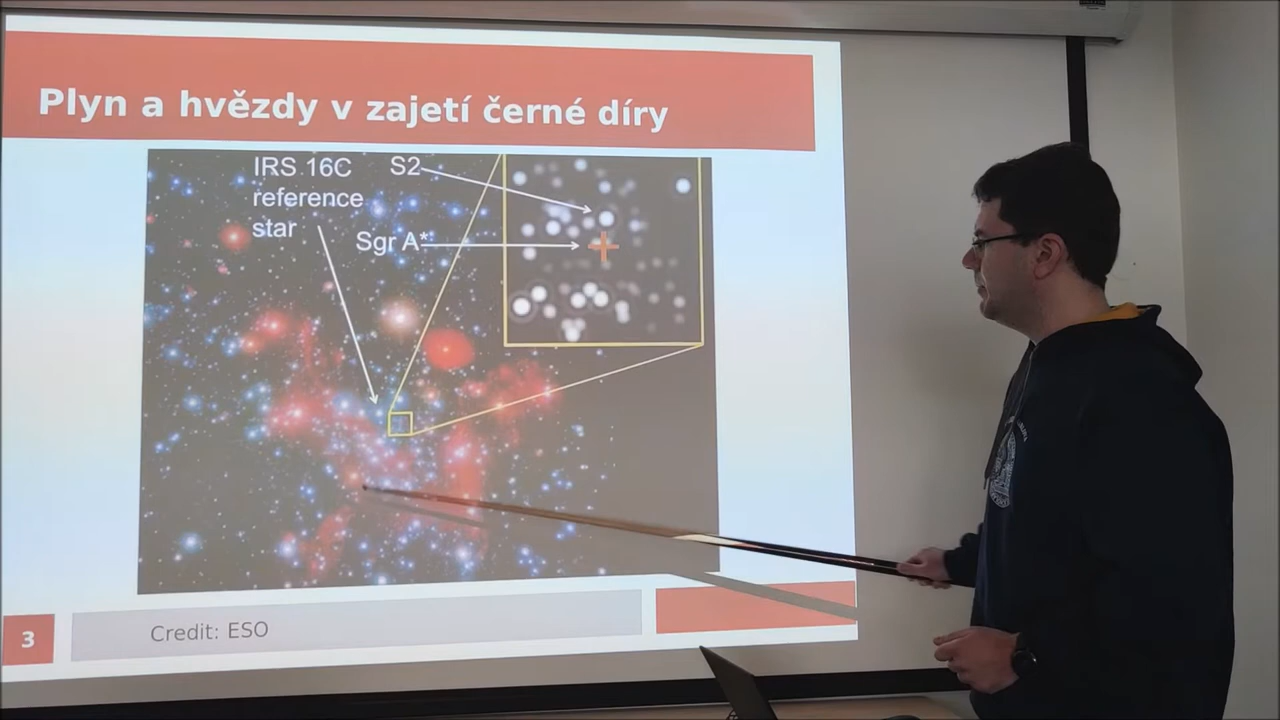 Plyn a hvězdy v zajetí černé díry
IRS 16C
reference
star
S2
Sgr A*
3
Credit: ESO